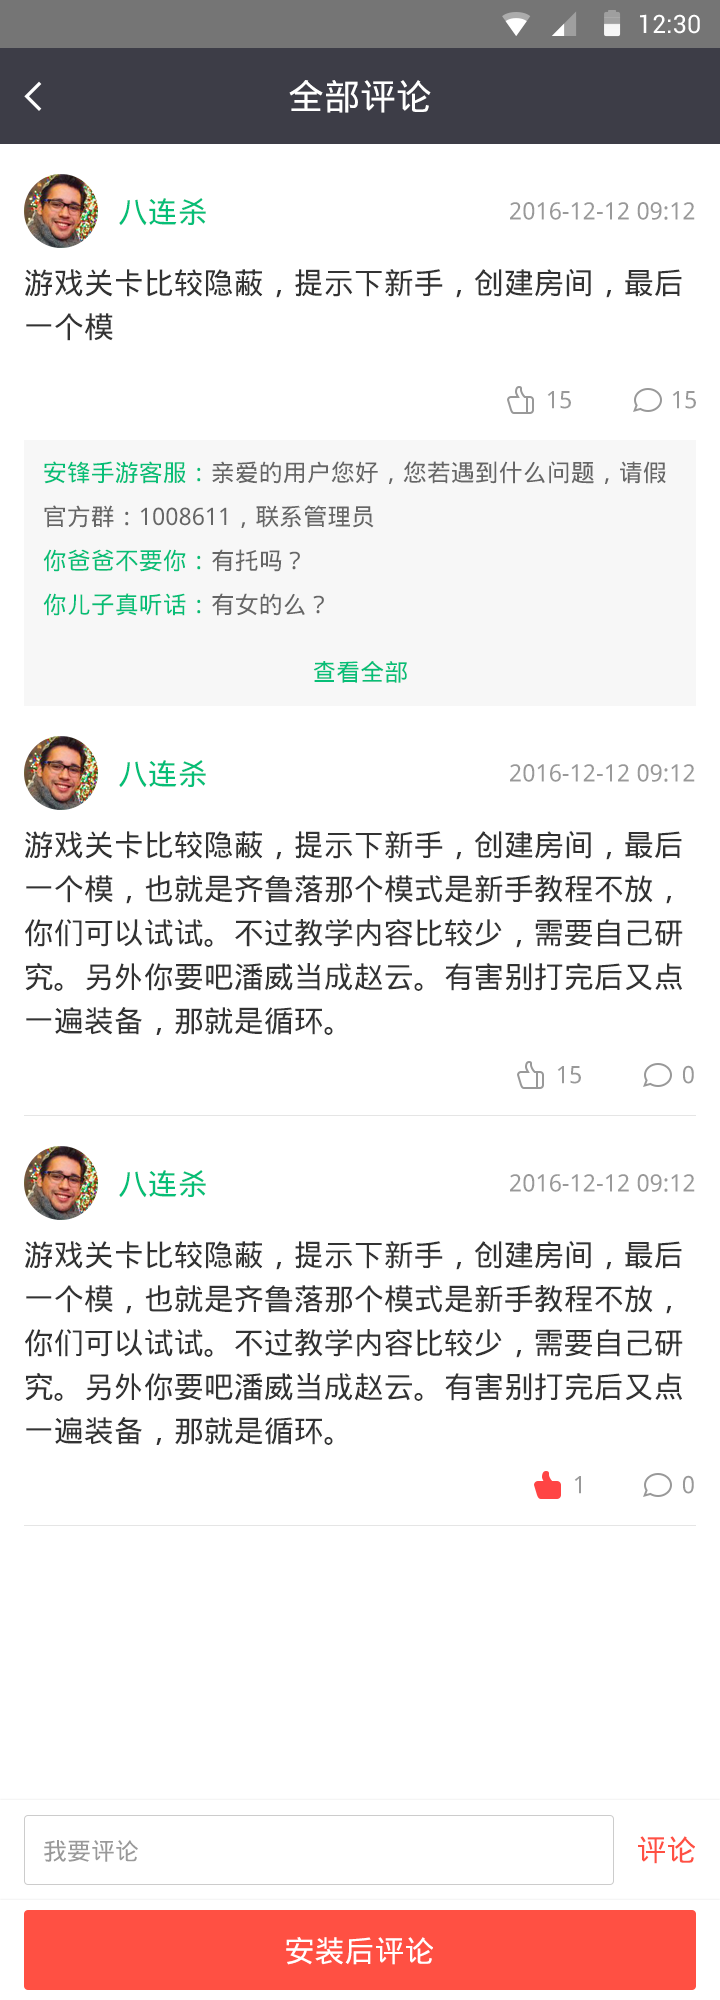 12:30
全部评论
八连杀
2016-12-12 09:12
游戏关卡比较隐蔽，提示下新手，创建房间，最后
一个模
15
15
安锋手游客服：亲爱的用户您好，您若遇到什么问题，请假
官方群：1008611，联系管理员
你爸爸不要你：有托吗？
你儿子真听话：有女的么？
查看全部
八连杀
2016-12-12 09:12
游戏关卡比较隐蔽，提示下新手，创建房间，最后
一个模，也就是齐鲁落那个模式是新手教程不放，
你们可以试试。不过教学内容比较少，需要自己研
究。另外你要吧潘威当成赵云。有害别打完后又点
一遍装备，那就是循环。
15
0
八连杀
2016-12-12 09:12
游戏关卡比较隐蔽，提示下新手，创建房间，最后
一个模，也就是齐鲁落那个模式是新手教程不放，
你们可以试试。不过教学内容比较少，需要自己研
究。另外你要吧潘威当成赵云。有害别打完后又点
一遍装备，那就是循环。
1
0
我要评论
评论
安装后评论